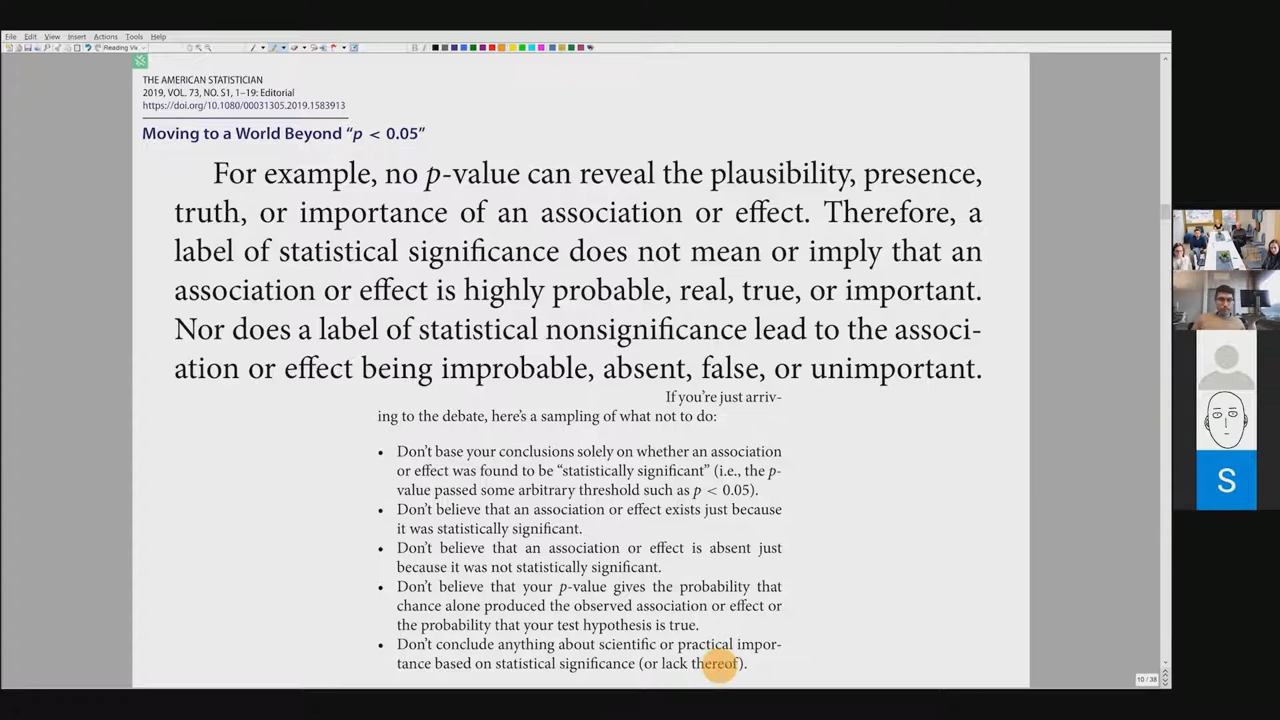 File Edit View Insert Actions Tools Help
THE AMERICAN STATISTICIAN
2019, VOL. 73, NO. S1, 1–19: Editorial
https://doi.org/10.1080/00031305.2019.1583913
Moving to a World Beyond “p < 0.05”
For example, no p-value can reveal the plausibility, presence,
truth, or importance of an association or effect. Therefore, a
label of statistical significance does not mean or imply that an
association or effect is highly probable, real, true, or important.
Nor does a label of statistical nonsignificance lead to the associ-
ation or effect being improbable, absent, false, or unimportant.
If you’re just arriv-
ing to the debate, here’s a sampling of what not to do:
• Don’t base your conclusions solely on whether an association
or effect was found to be “statistically significant” (i.e., the p-
value passed some arbitrary threshold such as p < 0.05).
• Don’t believe that an association or effect exists just because
it was statistically significant.
• Don’t believe that an association or effect is absent just
because it was not statistically significant.
• Don’t believe that your p-value gives the probability that
chance alone produced the observed association or effect or
the probability that your test hypothesis is true.
• Don’t conclude anything about scientific or practical impor-
tance based on statistical significance (or lack thereof).
10 / 38
S